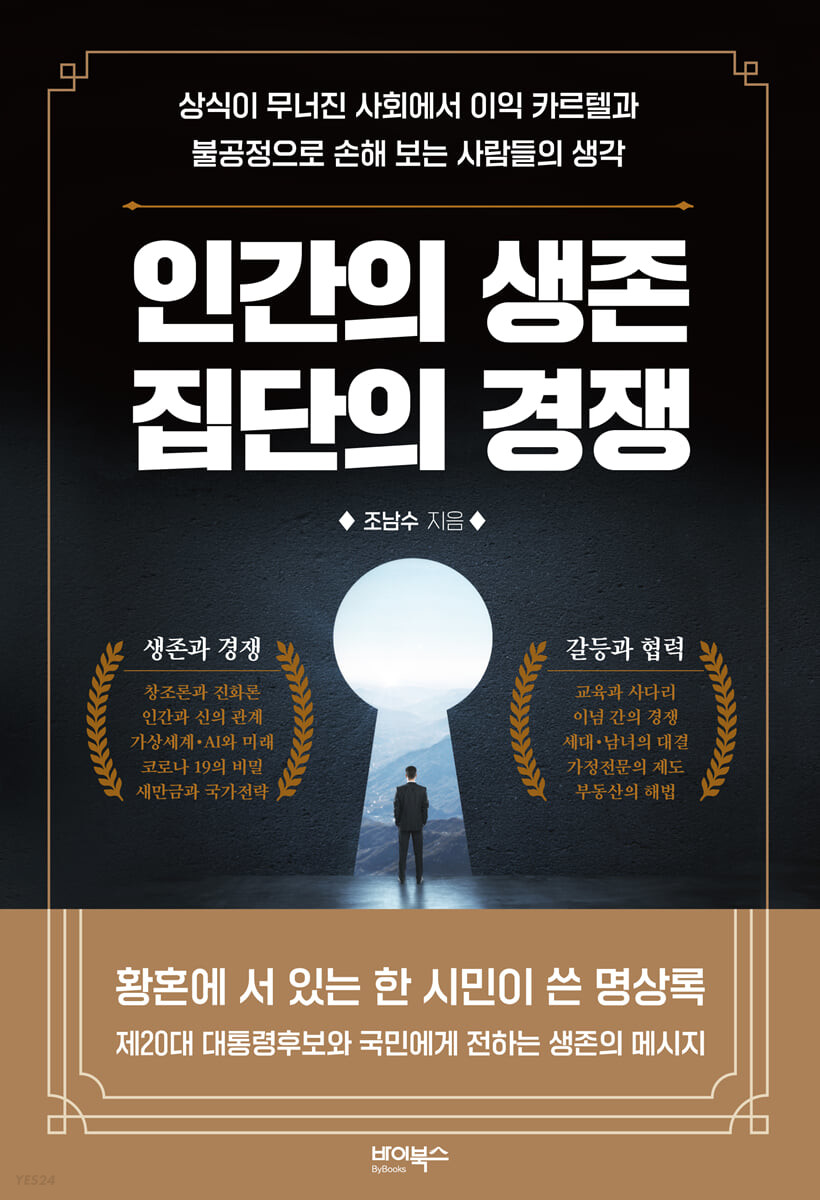 상식이 무너진 사회에서 이익 카르텔과
불공정으로 손해 보는 사람들의 생각
인간의 생존
집단의 경쟁
조남수 지음
생존과 경쟁
창조론과 진화론
인간과 신의 관계
가상세계·AI와 미래
코로나 19의 비밀
새만금과 국가전략
갈등과 협력
교육과 사다리
이념 간의 경쟁
세대·남녀의 대결
가정전문의 제도
부동산의 해법
황혼에 서 있는 한 시민이 쓴 명상록
제20대 대통령후보와 국민에게 전하는 생존의 메시지
바이북스
ByBooks
YES24